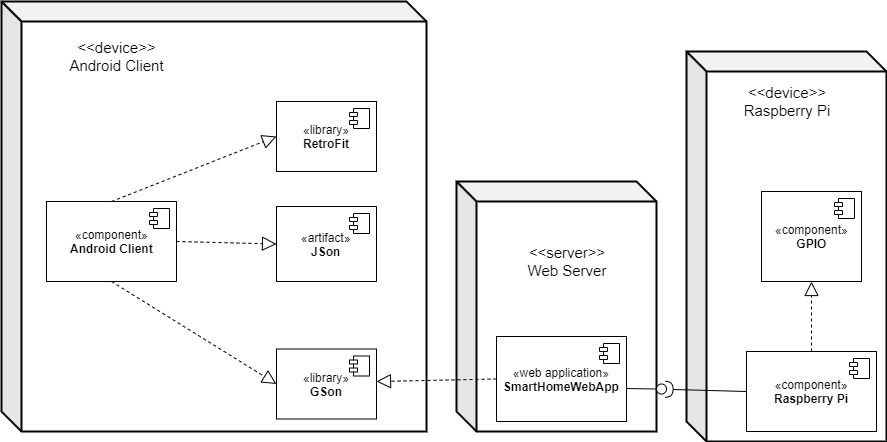 <<device>>
Android Client
«library»
RetroFit
«component»
Android Client
«artifact»
JSon
«library»
GSon
<<server>>
Web Server
«web application»
SmartHomeWebApp
<<device>>
Raspberry Pi
«component»
GPIO
«component»
Raspberry Pi